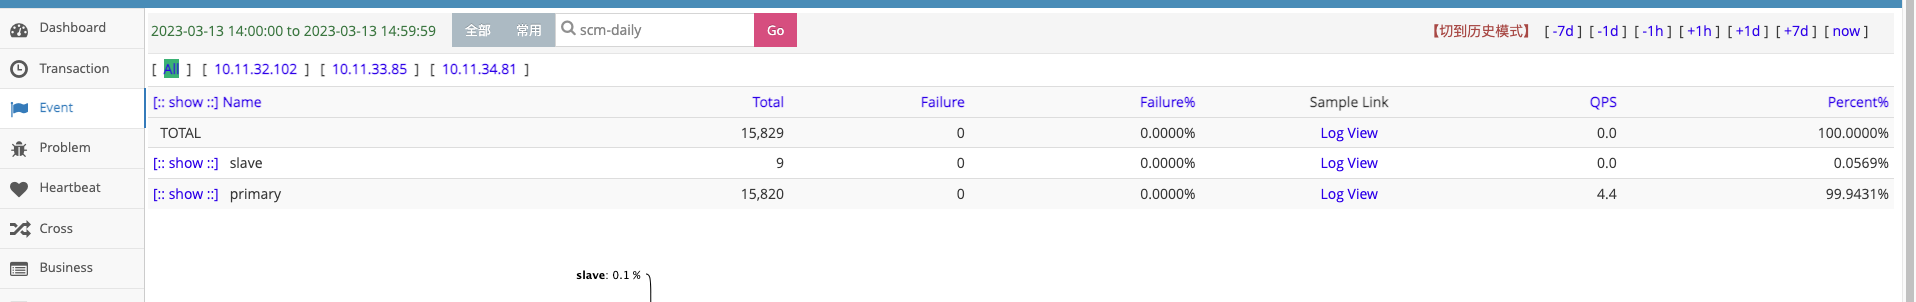 Dashboard
Transaction
Event
Problem
Heartbeat
Cross
Business
2023-03-13 14:00:00 to 2023-03-13 14:59:59 全部 常用 scm-daily Go 【切到历史模式】 [ -7d ] [ -1d ] [ -1h ] [ +1h ] [ +1d ] [ +7d ] [ now ]
[ All ] [ 10.11.32.102 ] [ 10.11.33.85 ] [ 10.11.34.81 ]
[:: show ::] Name Total Failure Failure% Sample Link QPS Percent%
TOTAL 15,829 0 0.0000% Log View 0.0 100.0000%
[:: show ::] slave 9 0 0.0000% Log View 0.0 0.0569%
[:: show ::] primary 15,820 0 0.0000% Log View 4.4 99.9431%
slave: 0.1 %